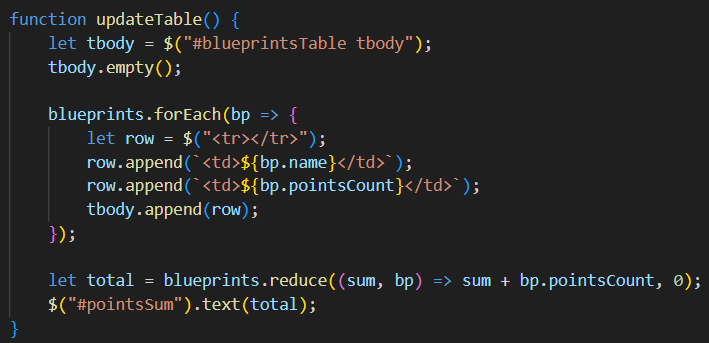 function updateTable() {
    let tbody = $("#blueprintsTable tbody");
    tbody.empty();

    blueprints.forEach(bp => {
        let row = $("<tr></tr>");
        row.append(`<td>${bp.name}</td>`);
        row.append(`<td>${bp.pointsCount}</td>`);
        tbody.append(row);
    });

    let total = blueprints.reduce((sum, bp) => sum + bp.pointsCount, 0);
    $("#pointsSum").text(total);
}